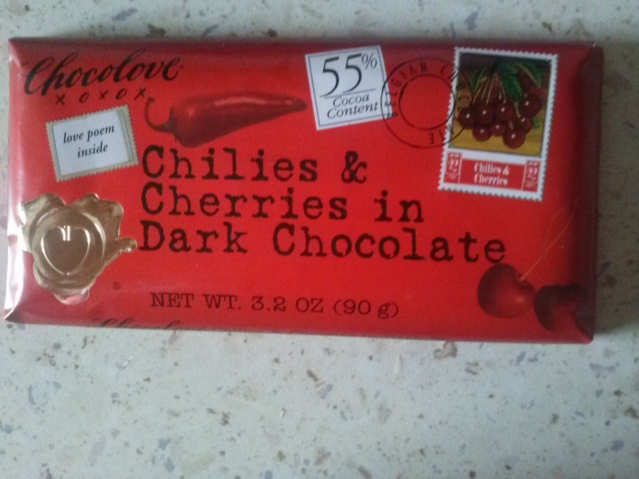 Chocolove
XOXOX
love poem
inside
55%
Cocoa
Content
BELGIAN
Chilies &
Cherries
Chilies &
Cherries in
Dark Chocolate
NET WT. 3.2 OZ (90 g)